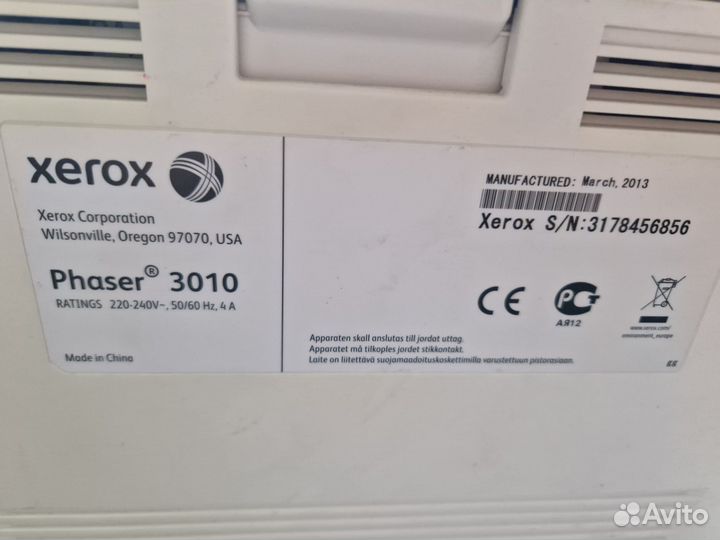 xerox
Xerox Corporation
Wilsonville, Oregon 97070, USA
Phaser® 3010
RATINGS 220-240V~, 50/60 Hz, 4 A
Made in China
MANUFACTURED: March, 2013
Xerox S/N:3178456856
CE
РСТ
АЯ12
www.xerox.com/
environment_europe
Apparaten skall anslutas till jordat uttag.
Apparatet må tilkoples jordet stikkontakt.
Laite on liitettävä suojamaadoituskoskettimilla varustettuun pistorasiaan.
Avito